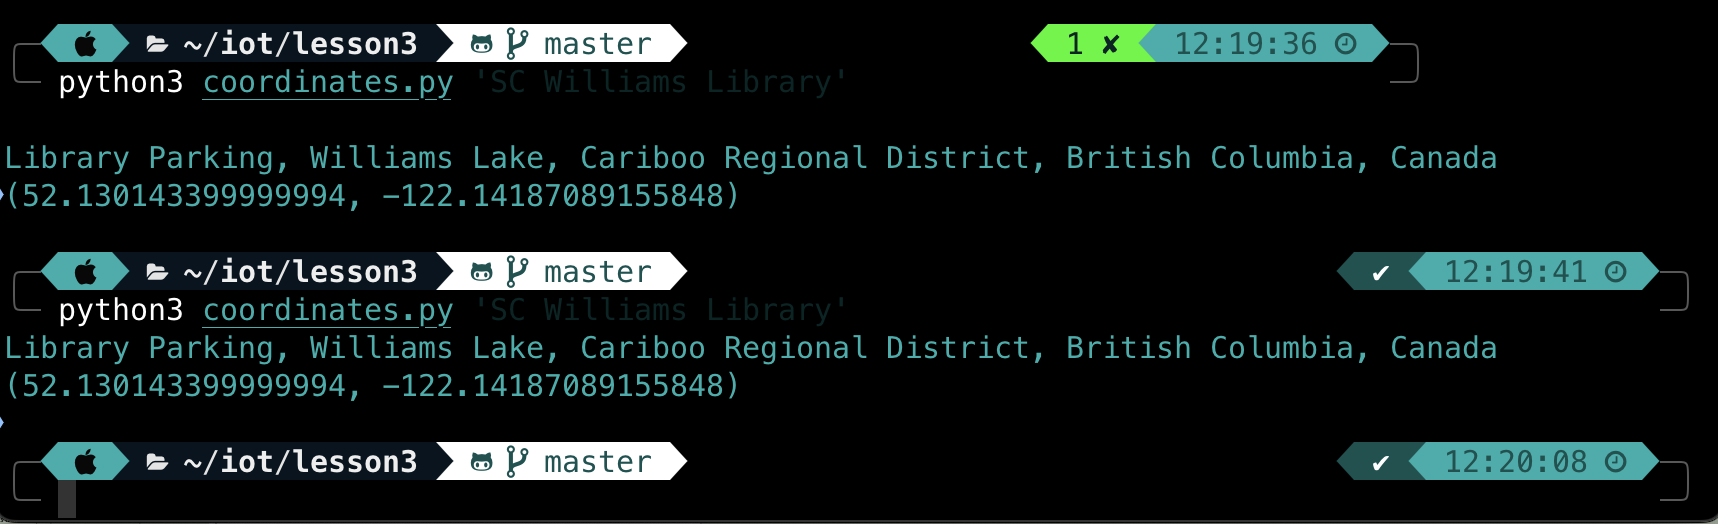 ~/iot/lesson3 master 1 ✘ 12:19:36
python3 coordinates.py 'SC Williams Library'
Library Parking, Williams Lake, Cariboo Regional District, British Columbia, Canada
(52.130143399999994, -122.14187089155848)
~/iot/lesson3 master ✔ 12:19:41
python3 coordinates.py 'SC Williams Library'
Library Parking, Williams Lake, Cariboo Regional District, British Columbia, Canada
(52.130143399999994, -122.14187089155848)
~/iot/lesson3 master ✔ 12:20:08